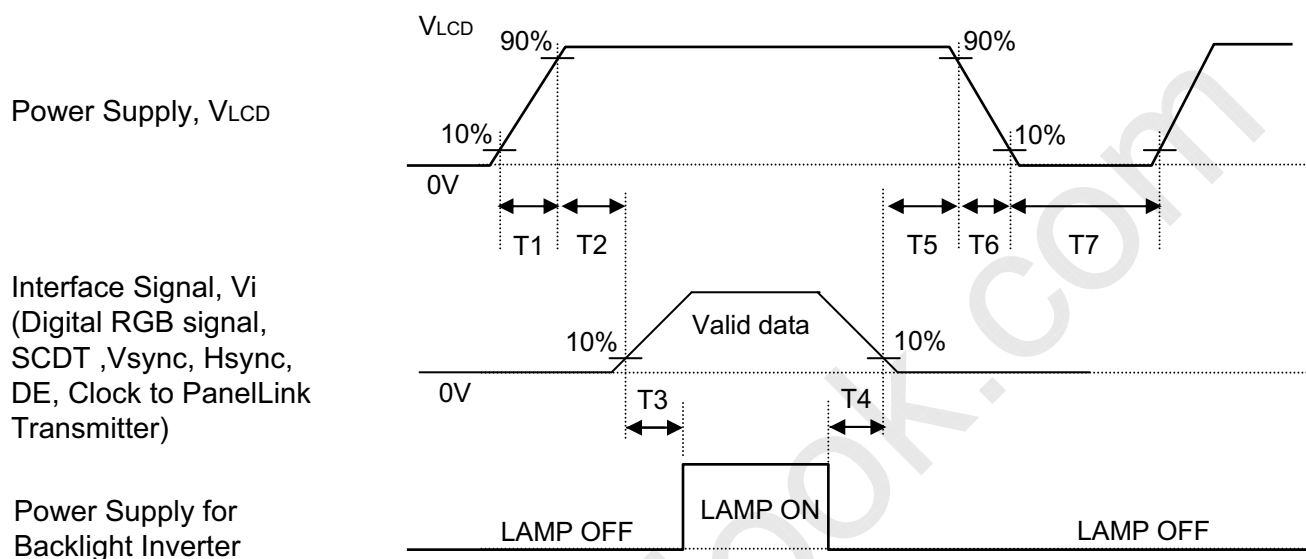 VLCD
90%
90%
Power Supply, VLCD
10%
10%
0V
T1
T2
T5
T6
T7
Interface Signal, Vi
(Digital RGB signal,
SCDT ,Vsync, Hsync,
DE, Clock to PanelLink
Transmitter)
Valid data
10%
10%
0V
T3
T4
Power Supply for
Backlight Inverter
LAMP OFF
LAMP ON
LAMP OFF
ook.com